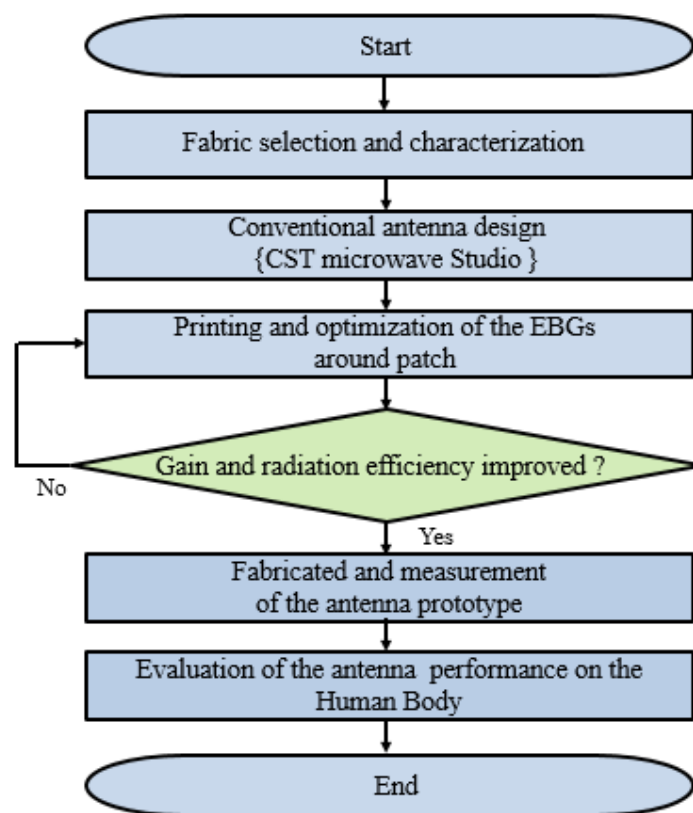 Start
Fabric selection and characterization
Conventional antenna design
{CST microwave Studio }
Printing and optimization of the EBGs
around patch
Gain and radiation efficiency improved ?
No
Yes
Fabricated and measurement
of the antenna prototype
Evaluation of the antenna performance on the
Human Body
End